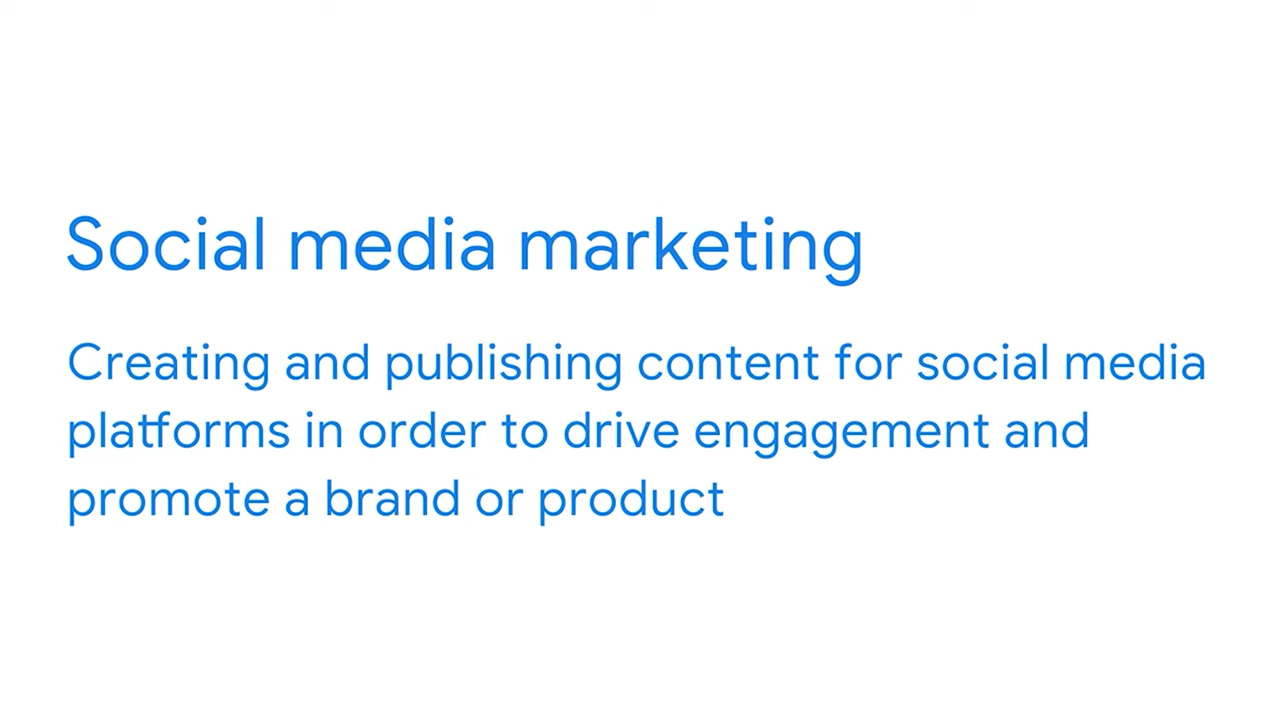 Social media marketing
Creating and publishing content for social media
platforms in order to drive engagement and
promote a brand or product